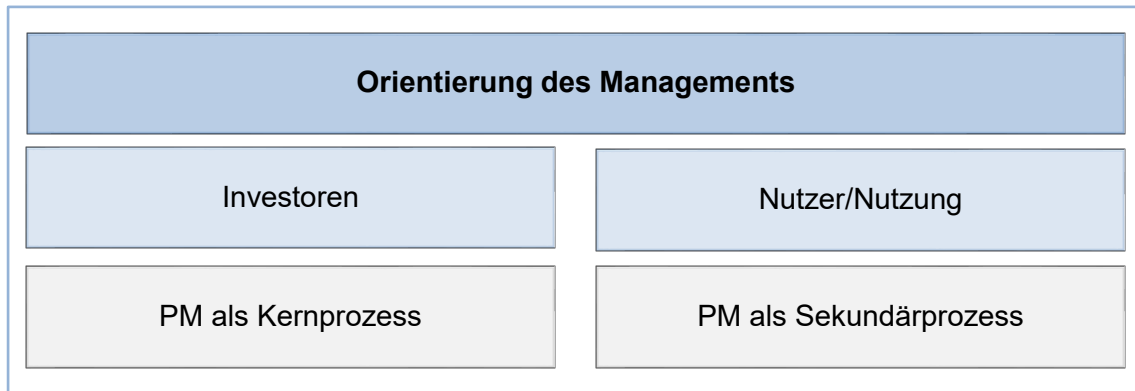 Orientierung des Managements
Investoren
Nutzer/Nutzung
PM als Kernprozess
PM als Sekundärprozess